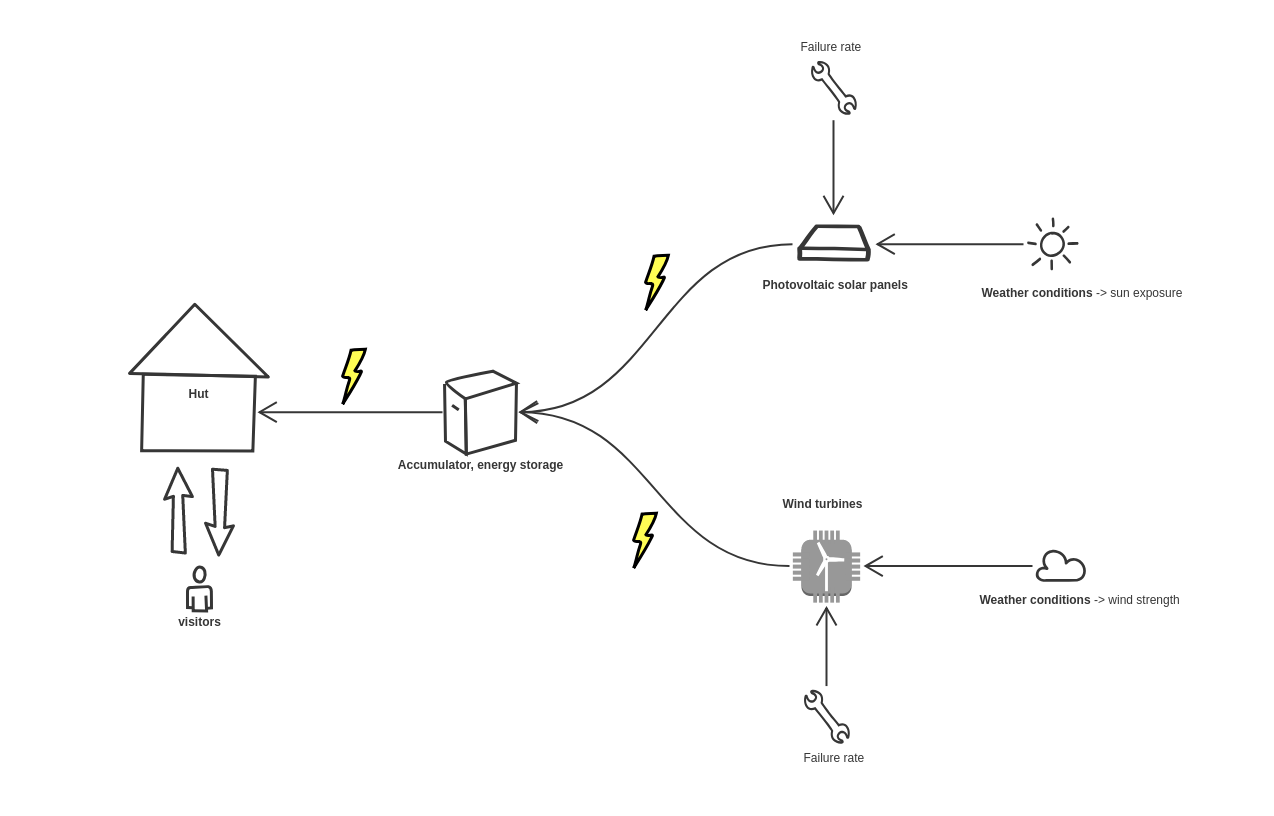 Failure rate
Photovoltaic solar panels
Weather conditions -> sun exposure
Hut
Accumulator, energy storage
Wind turbines
Weather conditions -> wind strength
visitors
Failure rate